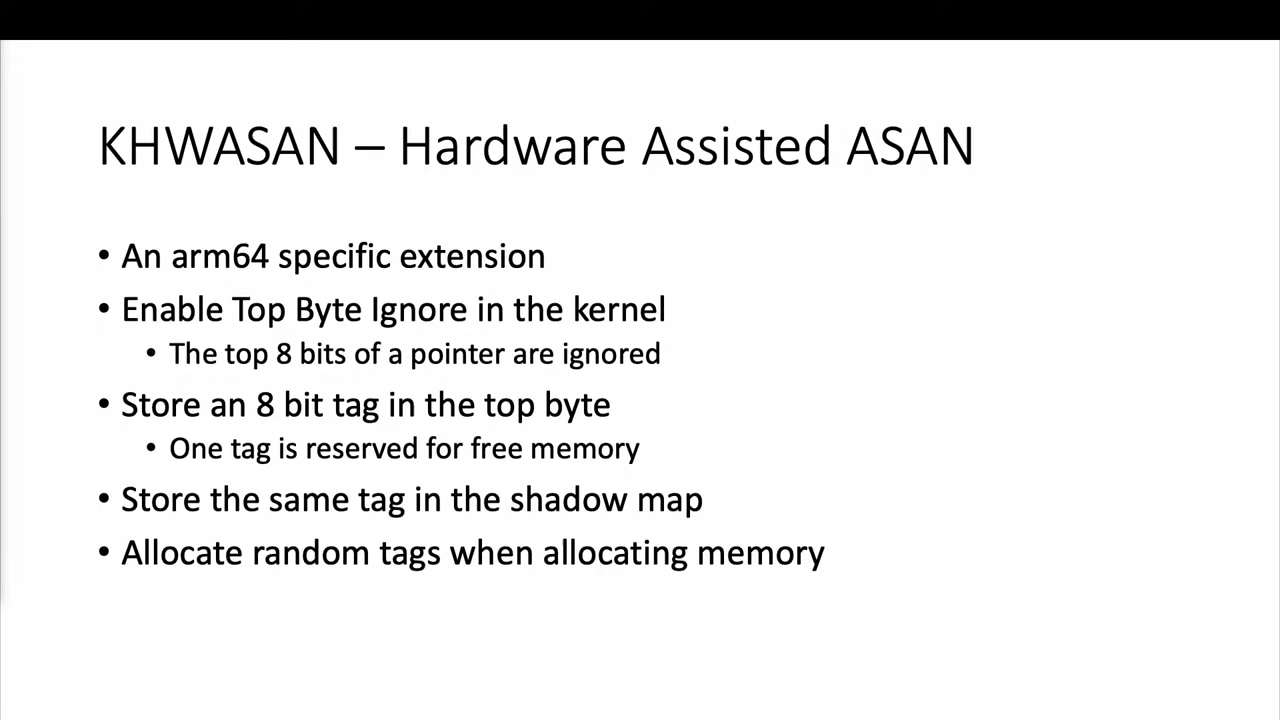 KHWASAN – Hardware Assisted ASAN
• An arm64 specific extension
• Enable Top Byte Ignore in the kernel
• The top 8 bits of a pointer are ignored
• Store an 8 bit tag in the top byte
• One tag is reserved for free memory
• Store the same tag in the shadow map
• Allocate random tags when allocating memory